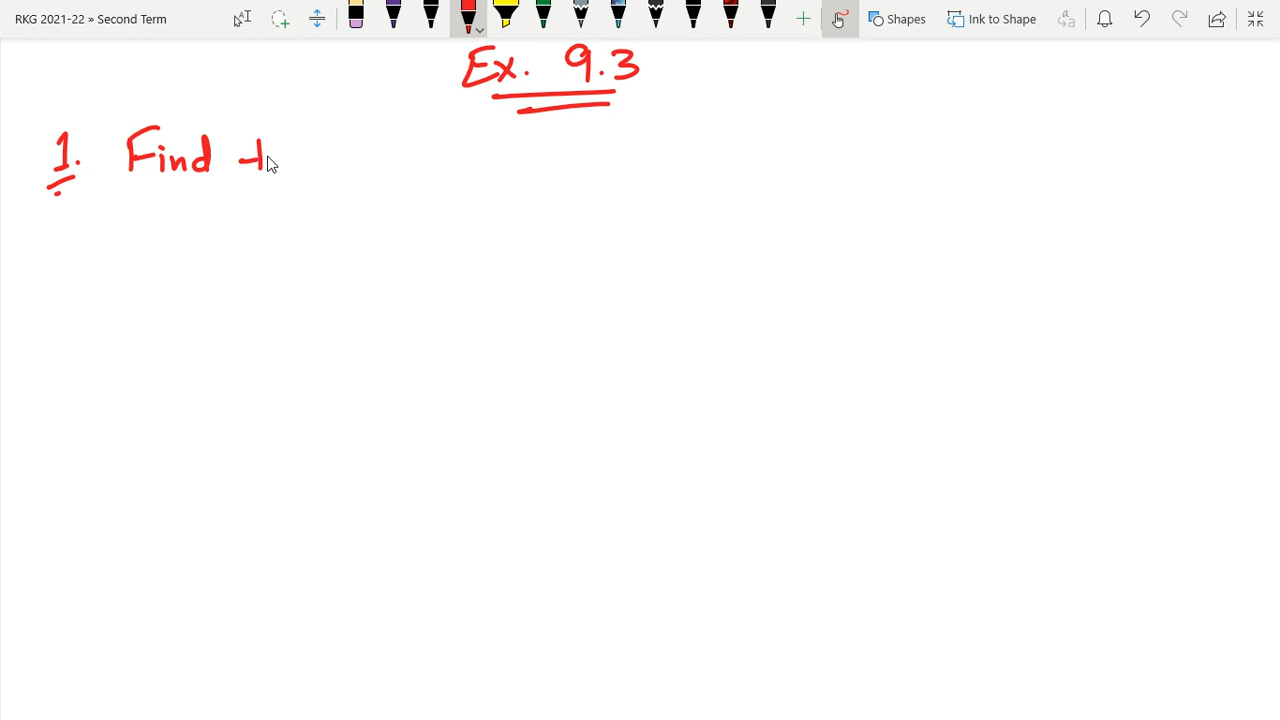 RKG 2021-22 » Second Term
Shapes
Ink to Shape
Ex. 9.3
1. Find